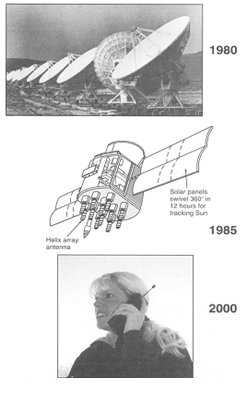 1980
Solar panels
swivel 360° in
12 hours for
tracking Sun
Helix array
antenna
1985
2000